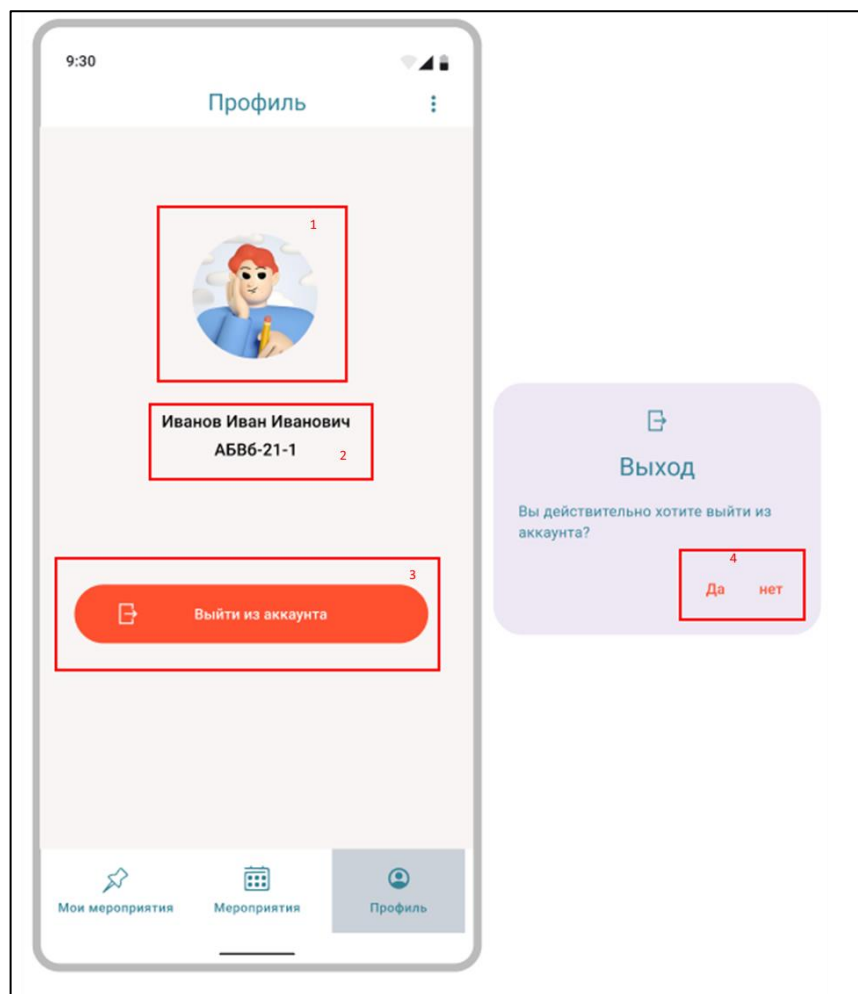 9:30
Профиль
1
Иванов Иван Иванович
АБВб-21-1
2
3
Выйти из аккаунта
Мои мероприятия
Мероприятия
Профиль
Выход
Вы действительно хотите выйти из
аккаунта?
4
Да нет